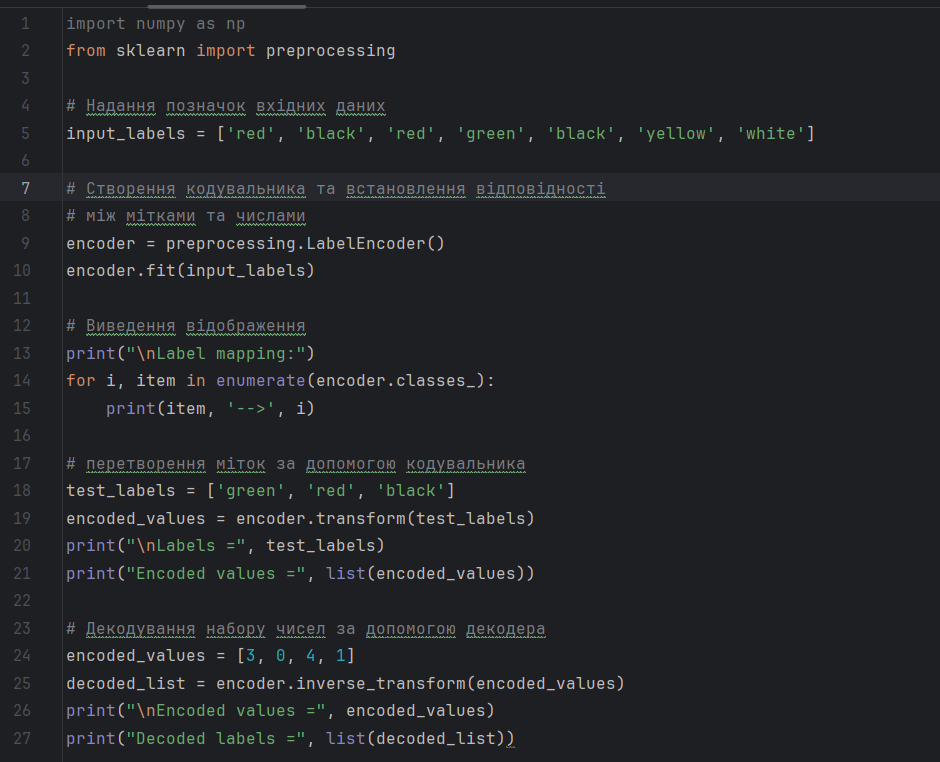 1 import numpy as np
2 from sklearn import preprocessing
3
4 # Надання позначок вхідних даних
5 input_labels = ['red', 'black', 'red', 'green', 'black', 'yellow', 'white']
6
7 # Створення кодувальника та встановлення відповідності
8 # між мітками та числами
9 encoder = preprocessing.LabelEncoder()
10 encoder.fit(input_labels)
11
12 # Виведення відображення
13 print("\nLabel mapping:")
14 for i, item in enumerate(encoder.classes_):
15     print(item, '-->', i)
16
17 # перетворення міток за допомогою кодувальника
18 test_labels = ['green', 'red', 'black']
19 encoded_values = encoder.transform(test_labels)
20 print("\nLabels =", test_labels)
21 print("Encoded values =", list(encoded_values))
22
23 # Декодування набору чисел за допомогою декодера
24 encoded_values = [3, 0, 4, 1]
25 decoded_list = encoder.inverse_transform(encoded_values)
26 print("\nEncoded values =", encoded_values)
27 print("Decoded labels =", list(decoded_list))